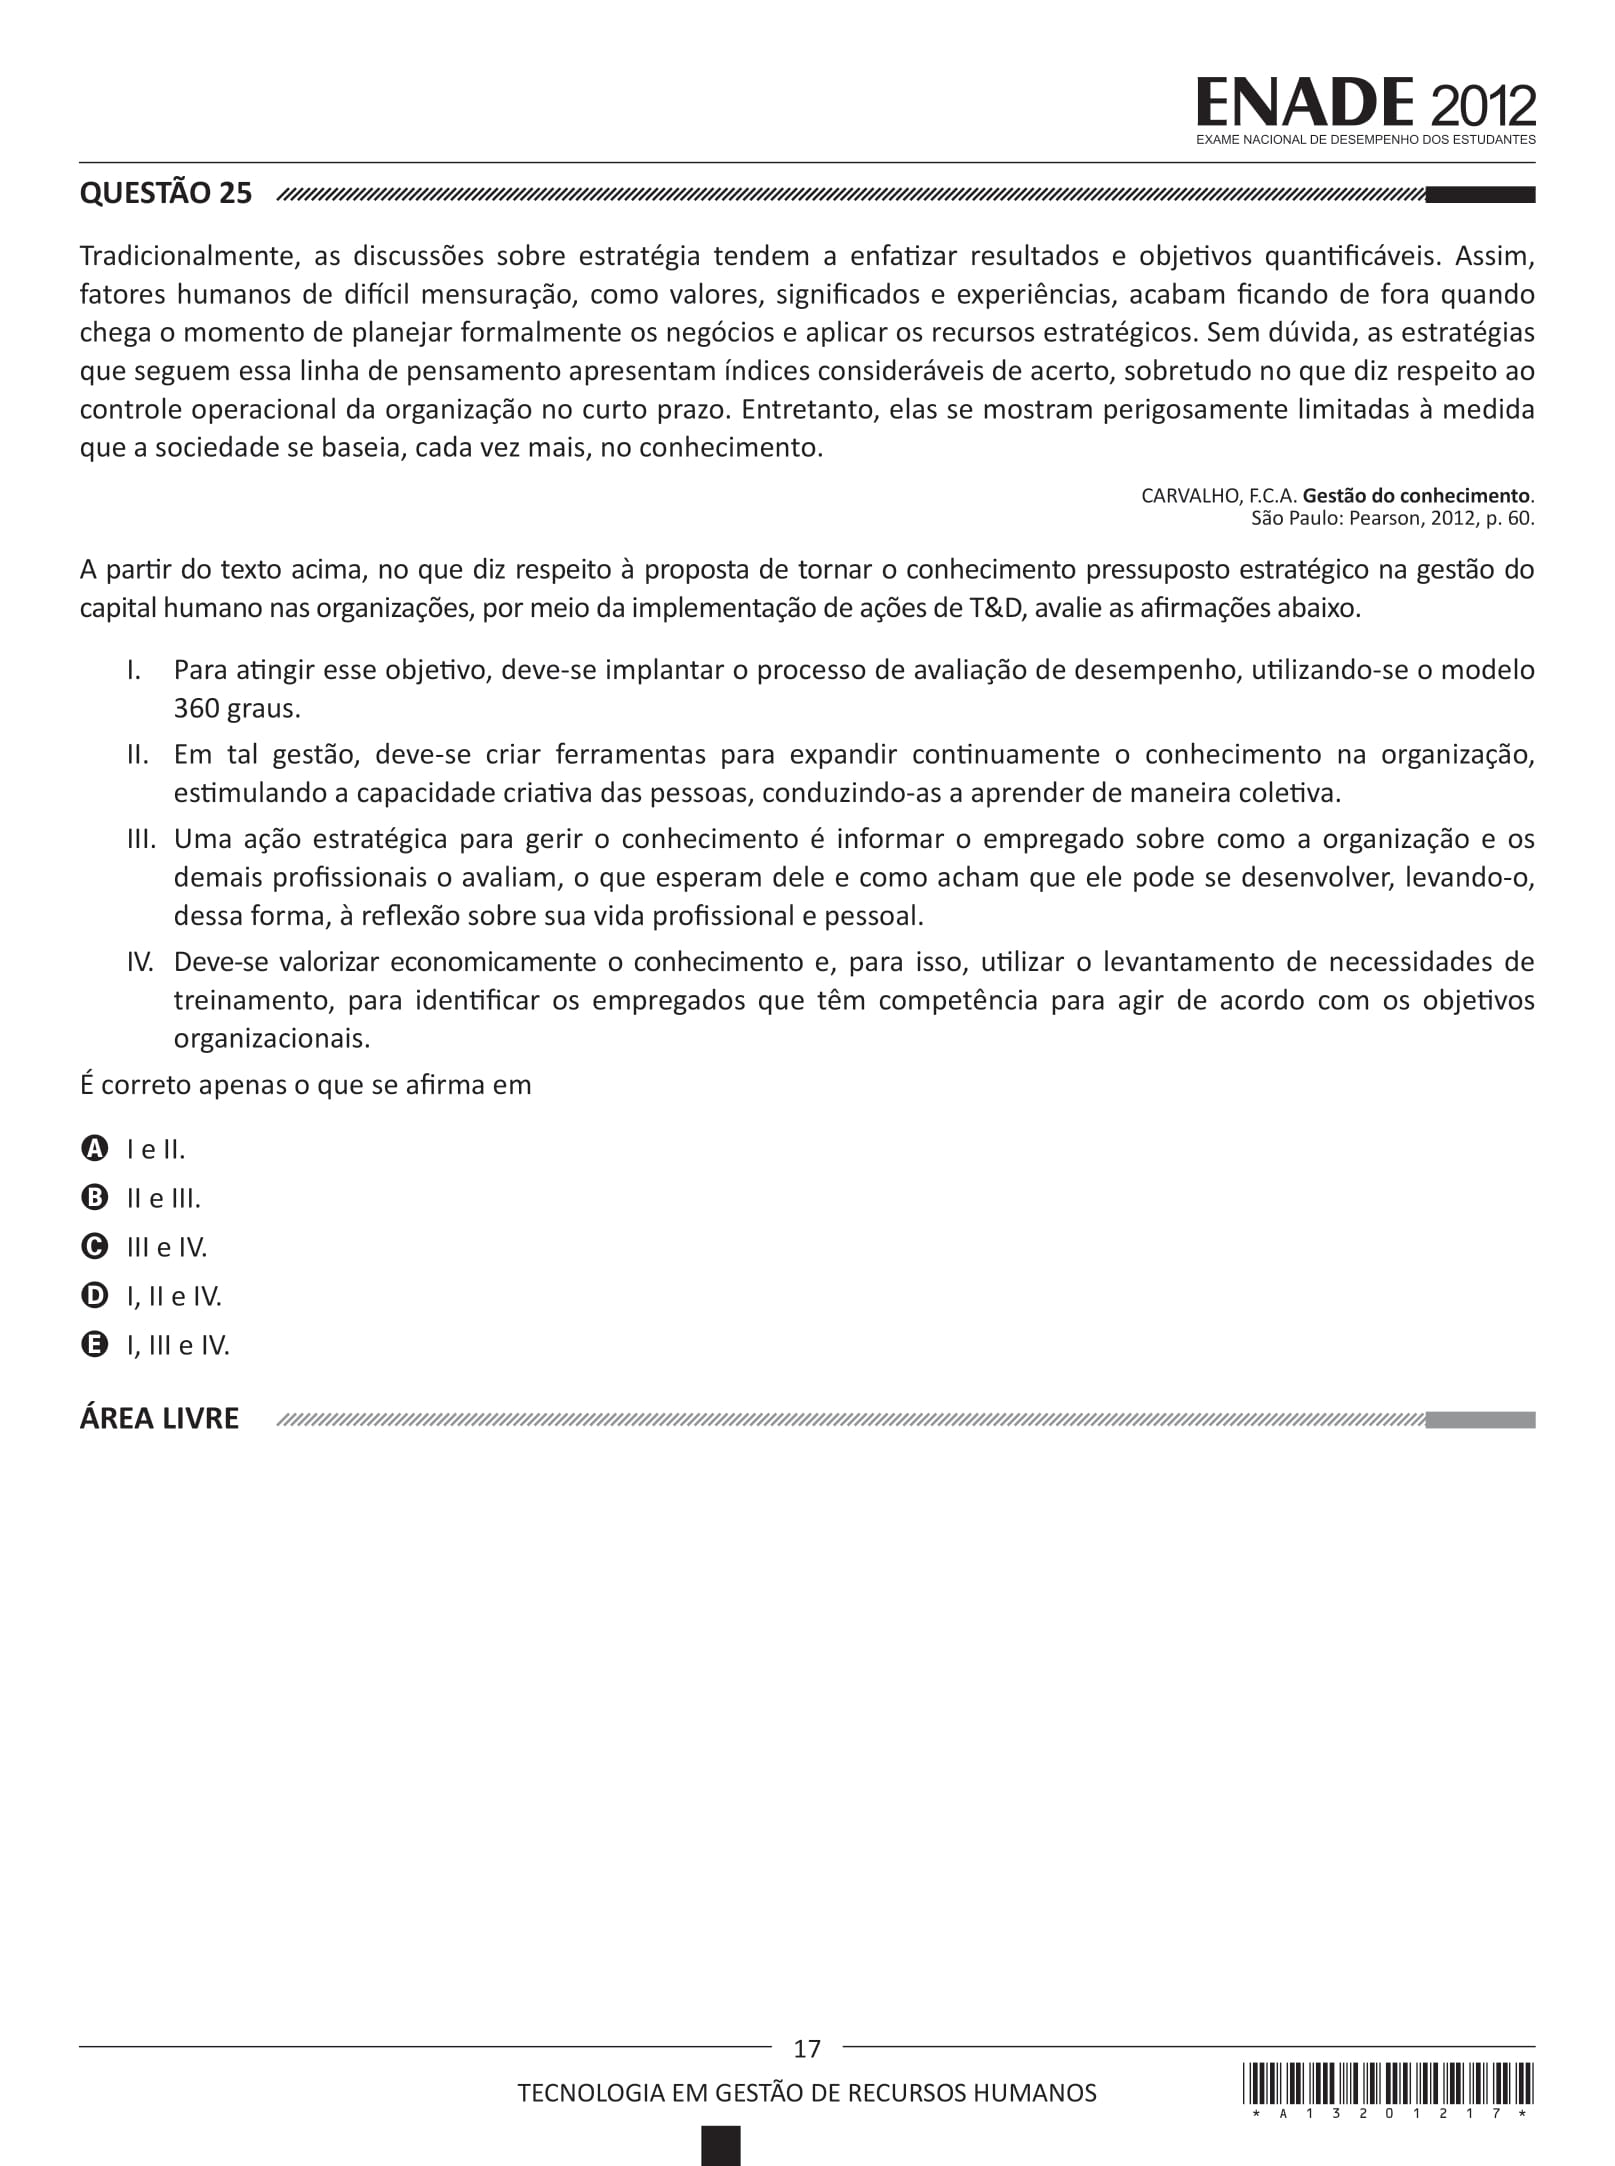 ENADE 2012
EXAME NACIONAL DE DESEMPENHO DOS ESTUDANTES
QUESTÃO 25
Tradicionalmente, as discussões sobre estratégia tendem a enfatizar resultados e objetivos quantificáveis. Assim,
fatores humanos de difícil mensuração, como valores, significados e experiências, acabam ficando de fora quando
chega o momento de planejar formalmente os negócios e aplicar os recursos estratégicos. Sem dúvida, as estratégias
que seguem essa linha de pensamento apresentam índices consideráveis de acerto, sobretudo no que diz respeito ao
controle operacional da organização no curto prazo. Entretanto, elas se mostram perigosamente limitadas à medida
que a sociedade se baseia, cada vez mais, no conhecimento.
CARVALHO, F.C.A. Gestão do conhecimento.
São Paulo: Pearson, 2012, p. 60.
A partir do texto acima, no que diz respeito à proposta de tornar o conhecimento pressuposto estratégico na gestão do
capital humano nas organizações, por meio da implementação de ações de T&D, avalie as afirmações abaixo.
I. Para atingir esse objetivo, deve-se implantar o processo de avaliação de desempenho, utilizando-se o modelo
360 graus.
II. Em tal gestão, deve-se criar ferramentas para expandir continuamente o conhecimento na organização,
estimulando a capacidade criativa das pessoas, conduzindo-as a aprender de maneira coletiva.
III. Uma ação estratégica para gerir o conhecimento é informar o empregado sobre como a organização e os
demais profissionais o avaliam, o que esperam dele e como acham que ele pode se desenvolver, levando-o,
dessa forma, à reflexão sobre sua vida profissional e pessoal.
IV. Deve-se valorizar economicamente o conhecimento e, para isso, utilizar o levantamento de necessidades de
treinamento, para identificar os empregados que têm competência para agir de acordo com os objetivos
organizacionais.
É correto apenas o que se afirma em
A I e II.
B II e III.
C III e IV.
D I, II e IV.
E I, III e IV.
ÁREA LIVRE
17
TECNOLOGIA EM GESTÃO DE RECURSOS HUMANOS
* A 1 3 2 0 1 2 1 7 *